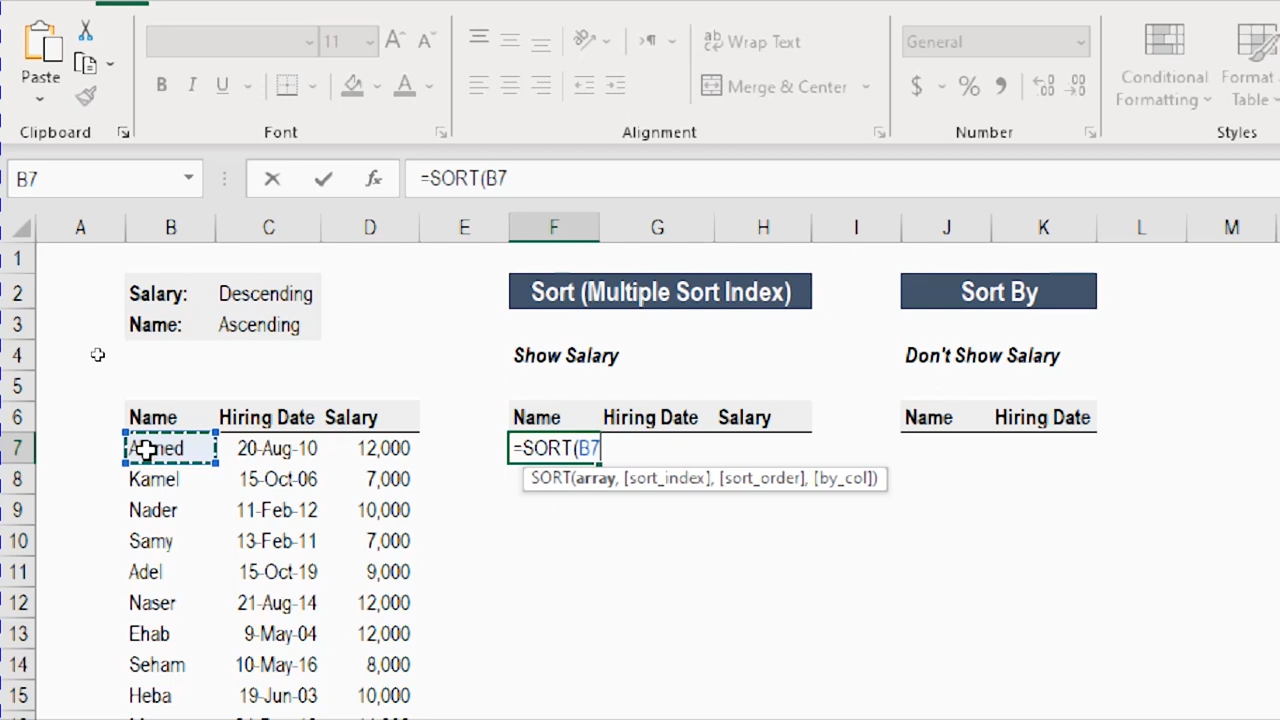 11
Paste
B I U
A
ab Wrap Text
Merge & Center
General
$ % 9
Conditional
Formatting
Format
Table
Clipboard
Font
Alignment
Number
Styles
B7
fx
=SORT(B7
A B C D E F G H I J K L M
1
2 Salary: Descending Sort (Multiple Sort Index) Sort By
3 Name: Ascending
4 Show Salary Don't Show Salary
5
6 Name Hiring Date Salary Name Hiring Date Salary Name Hiring Date
7 Ahmed 20-Aug-10 12,000 =SORT(B7
SORT(array, [sort_index], [sort_order], [by_col])
8 Kamel 15-Oct-06 7,000
9 Nader 11-Feb-12 10,000
10 Samy 13-Feb-11 7,000
11 Adel 15-Oct-19 9,000
12 Naser 21-Aug-14 12,000
13 Ehab 9-May-04 12,000
14 Seham 10-May-16 8,000
15 Heba 19-Jun-03 10,000